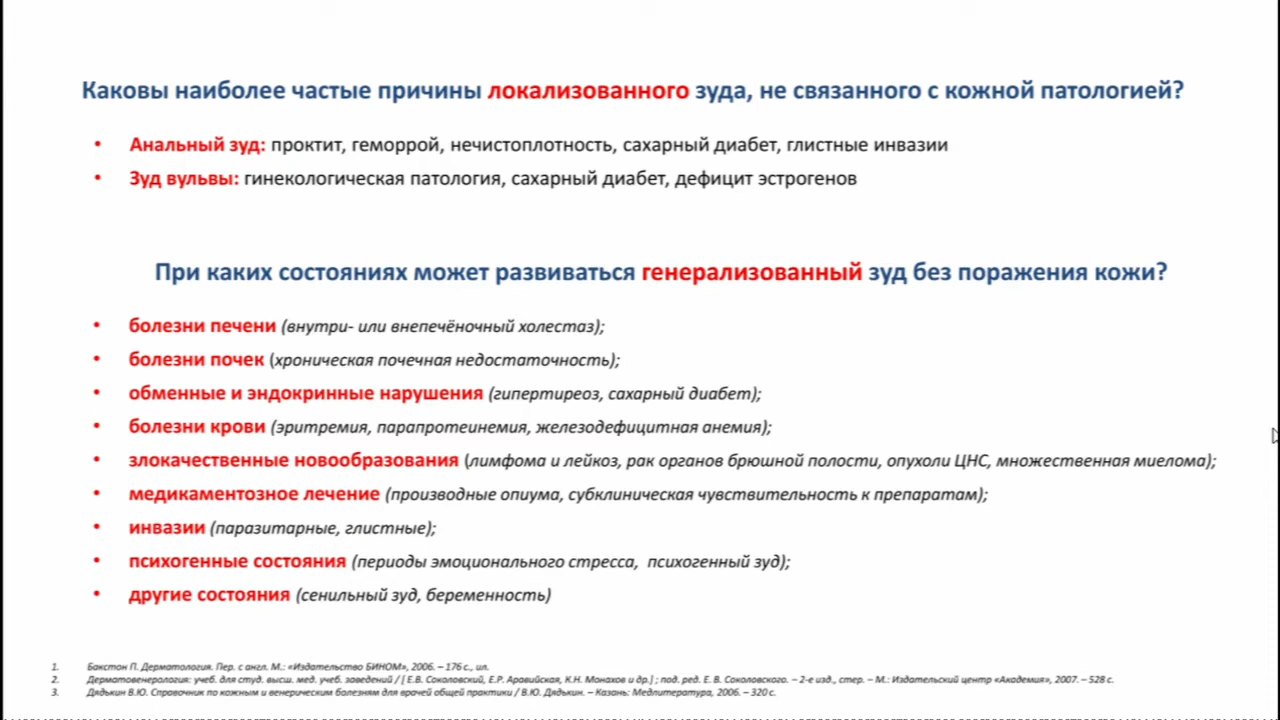 Каковы наиболее частые причины локализованного зуда, не связанного с кожной патологией?
• Анальный зуд: проктит, геморрой, нечистоплотность, сахарный диабет, глистные инвазии
• Зуд вульвы: гинекологическая патология, сахарный диабет, дефицит эстрогенов
При каких состояниях может развиваться генерализованный зуд без поражения кожи?
• болезни печени (внутри- или внепечёночный холестаз);
• болезни почек (хроническая почечная недостаточность);
• обменные и эндокринные нарушения (гипертиреоз, сахарный диабет);
• болезни крови (эритремия, парапротеинемия, железодефицитная анемия);
• злокачественные новообразования (лимфома и лейкоз, рак органов брюшной полости, опухоли ЦНС, множественная миелома);
• медикаментозное лечение (производные опиума, субклиническая чувствительность к препаратам);
• инвазии (паразитарные, глистные);
• психогенные состояния (периоды эмоционального стресса, психогенный зуд);
• другие состояния (сенильный зуд, беременность)
1. Бакстон П. Дерматология. Пер. с англ. М.: «Издательство БИНОМ», 2006. – 176 с., ил.
2. Дерматовенерология: учеб. для студ. высш. мед. учеб. заведений / [ Е.В. Соколовский, Е.Р. Аравийская, К.Н. Монахов и др.] ; под. ред. Е. В. Соколовского. – 2-е изд., стер. – М.: Издательский центр «Академия», 2007. – 528 с.
3. Дядькин В.Ю. Справочник по кожным и венерическим болезням для врачей общей практики / В.Ю. Дядькин. – Казань: Медлитература, 2006. – 320 с.